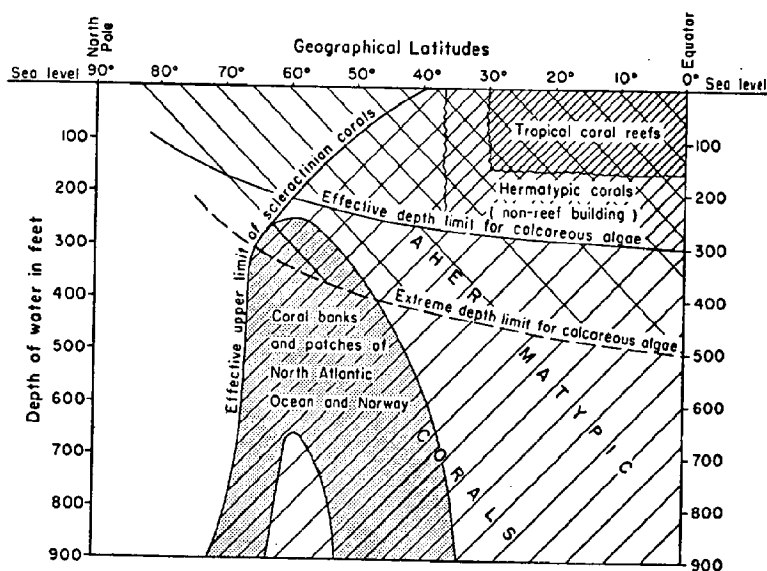 North Pole
Geographical Latitudes
Equator
Sea level 90° 80° 70° 60° 50° 40° 30° 20° 10° 0° Sea level
Depth of water in feet
100
200
300
400
500
600
700
800
900
100
200
300
400
500
600
700
800
900
Tropical coral reefs
Hermatypic corals
( non-reef building )
Effective upper limit of scleractinian corals
Effective depth limit for calcareous algae
Extreme depth limit for calcareous algae
AHERMATYPIC
CORALS
Coral banks
and patches of
North Atlantic
Ocean and Norway